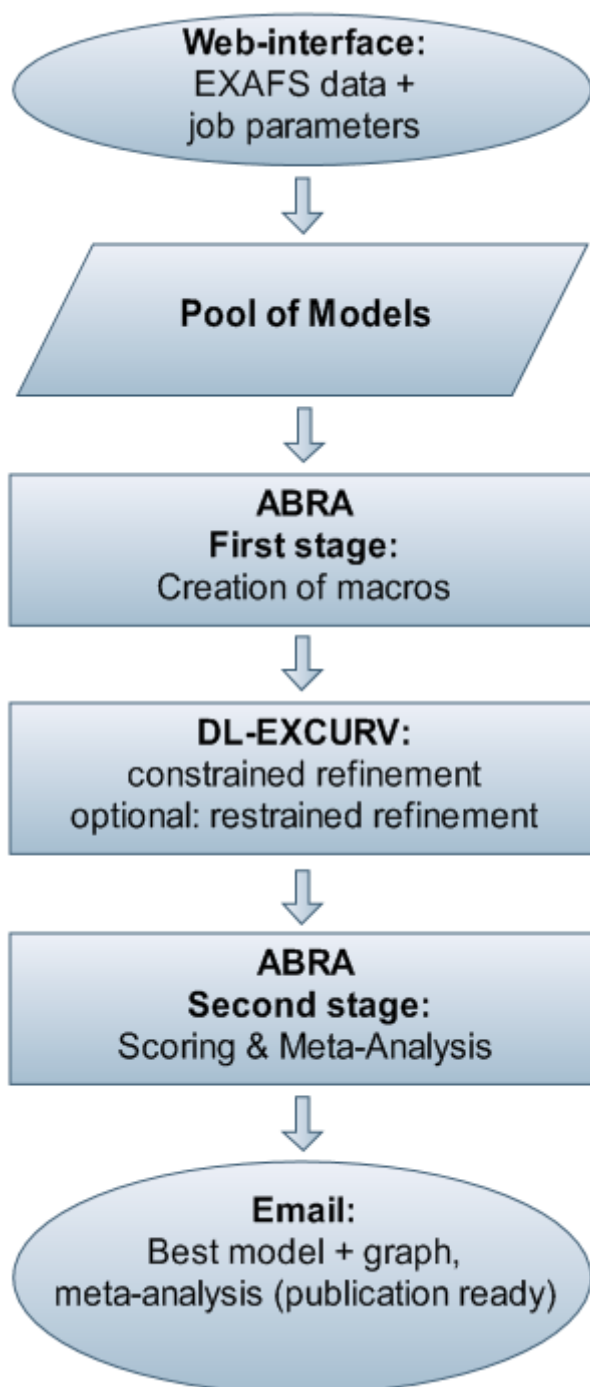 Web-interface:
EXAFS data +
job parameters
Pool of Models
ABRA
First stage:
Creation of macros
DL-EXCURV:
constrained refinement
optional: restrained refinement
ABRA
Second stage:
Scoring & Meta-Analysis
Email:
Best model + graph,
meta-analysis (publication ready)